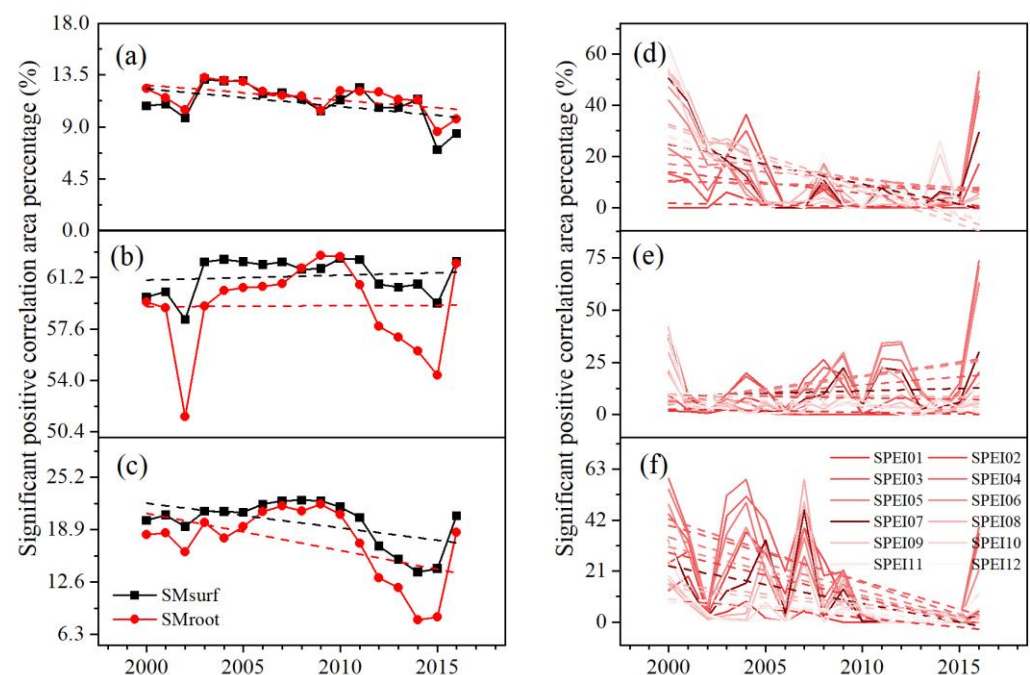 Significant positive correlation area percentage (%)
18.0
13.5
9.0
4.5
0.0
(a)
61.2
57.6
54.0
50.4
(b)
25.2
18.9
12.6
6.3
(c)
SMsurf
SMroot
2000 2005 2010 2015
Significant positive correlation area percentage (%)
60
40
20
0
(d)
75
50
25
0
(e)
63
42
21
0
(f)
SPEI01 SPEI02
SPEI03 SPEI04
SPEI05 SPEI06
SPEI07 SPEI08
SPEI09 SPEI10
SPEI11 SPEI12
2000 2005 2010 2015